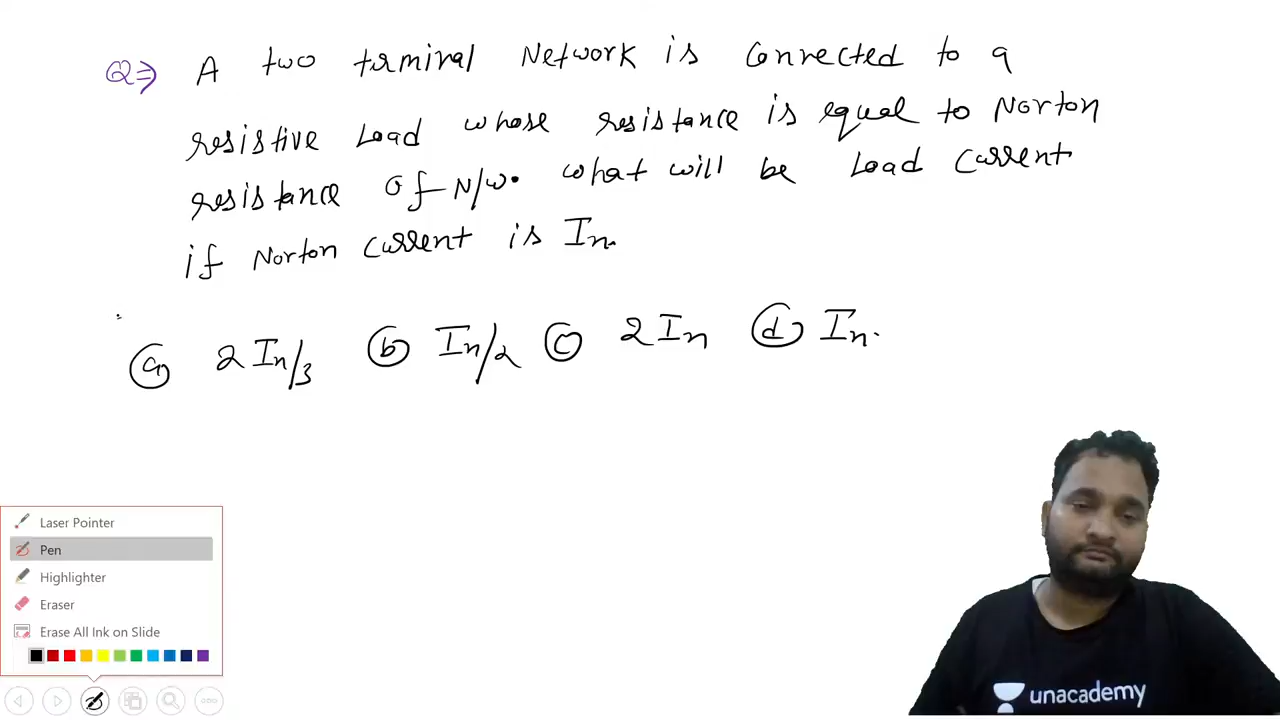 Q⇒ A two terminal Network is Connected to a
resistive Load whose resistance is equal to Norton
resistance Of N/w. what will be Load Current
if Norton Current is In.
(a) 2In/3 (b) In/2 (c) 2In (d) In.
Laser Pointer
Pen
Highlighter
Eraser
Erase All Ink on Slide
unacademy